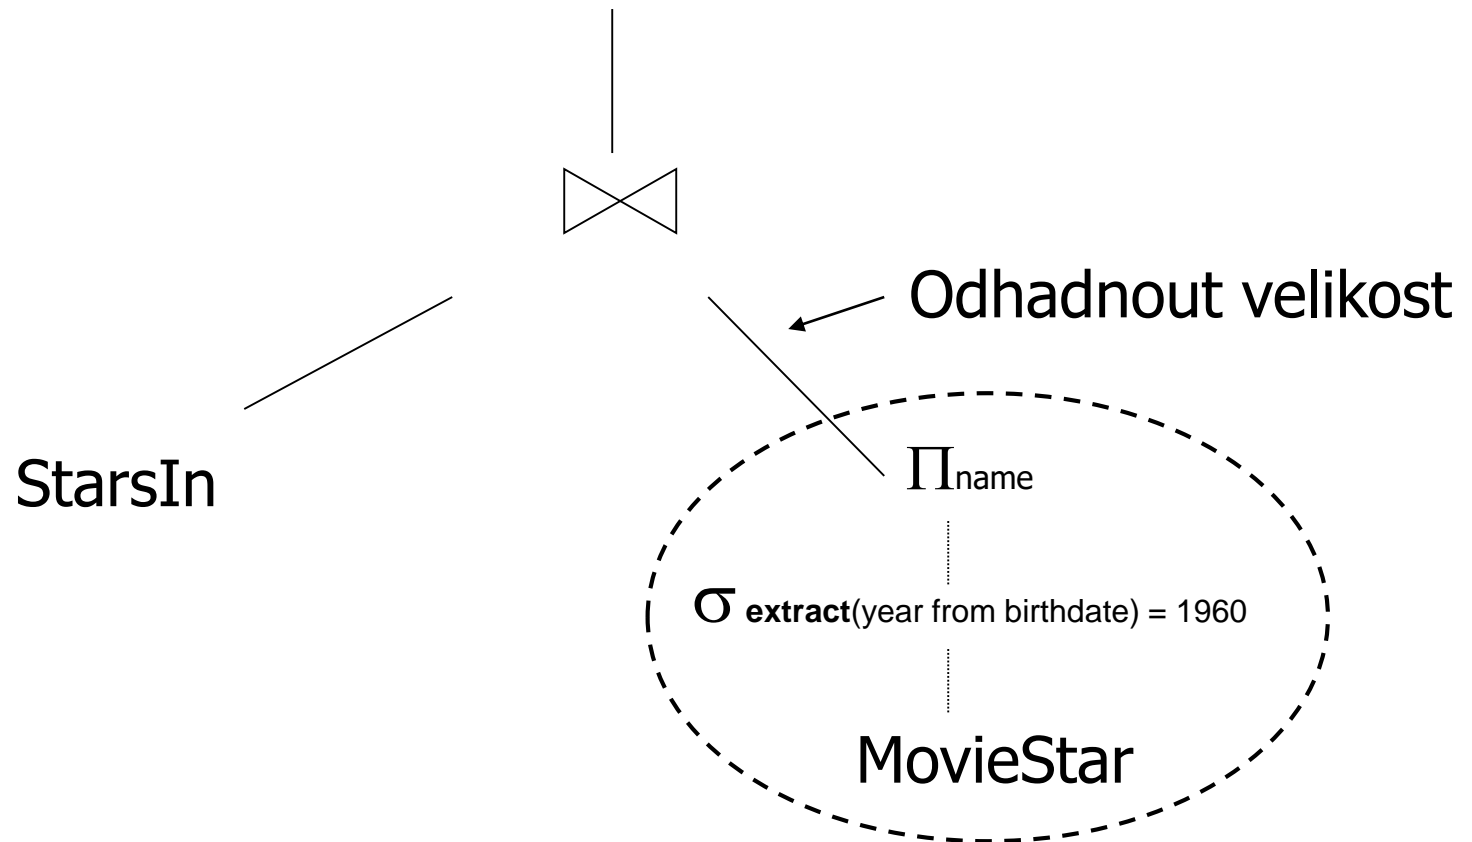 Odhadnout velikost
StarsIn
Πname
σ extract(year from birthdate) = 1960
MovieStar